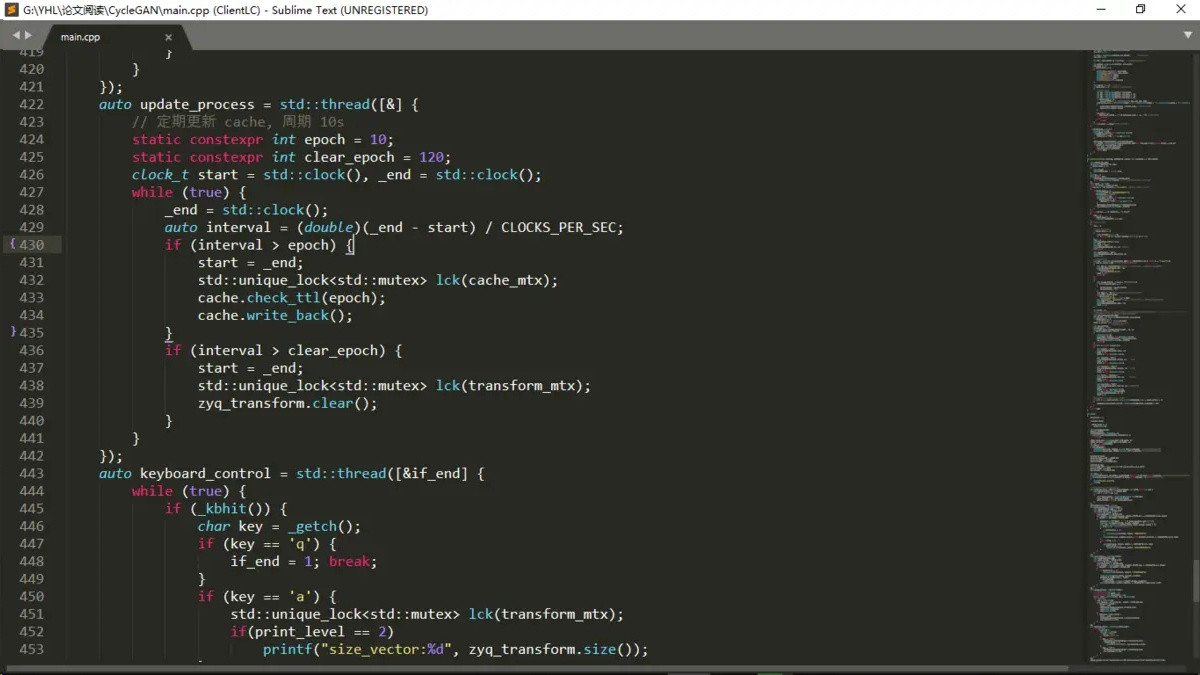 G:\YHL\论文阅读\CycleGAN\main.cpp (ClientLC) - Sublime Text (UNREGISTERED)
main.cpp
419 }
420 }
421 });
422 auto update_process = std::thread([&] {
423 // 定期更新 cache, 周期 10s
424 static constexpr int epoch = 10;
425 static constexpr int clear_epoch = 120;
426 clock_t start = std::clock(), _end = std::clock();
427 while (true) {
428 _end = std::clock();
429 auto interval = (double)(_end - start) / CLOCKS_PER_SEC;
{ 430 if (interval > epoch) {
431 start = _end;
432 std::unique_lock<std::mutex> lck(cache_mtx);
433 cache.check_ttl(epoch);
434 cache.write_back();
} 435 }
436 if (interval > clear_epoch) {
437 start = _end;
438 std::unique_lock<std::mutex> lck(transform_mtx);
439 zyq_transform.clear();
440 }
441 }
442 });
443 auto keyboard_control = std::thread([&if_end] {
444 while (true) {
445 if (_kbhit()) {
446 char key = _getch();
447 if (key == 'q') {
448 if_end = 1; break;
449 }
450 if (key == 'a') {
451 std::unique_lock<std::mutex> lck(transform_mtx);
452 if(print_level == 2)
453 printf("size_vector:%d", zyq_transform.size());